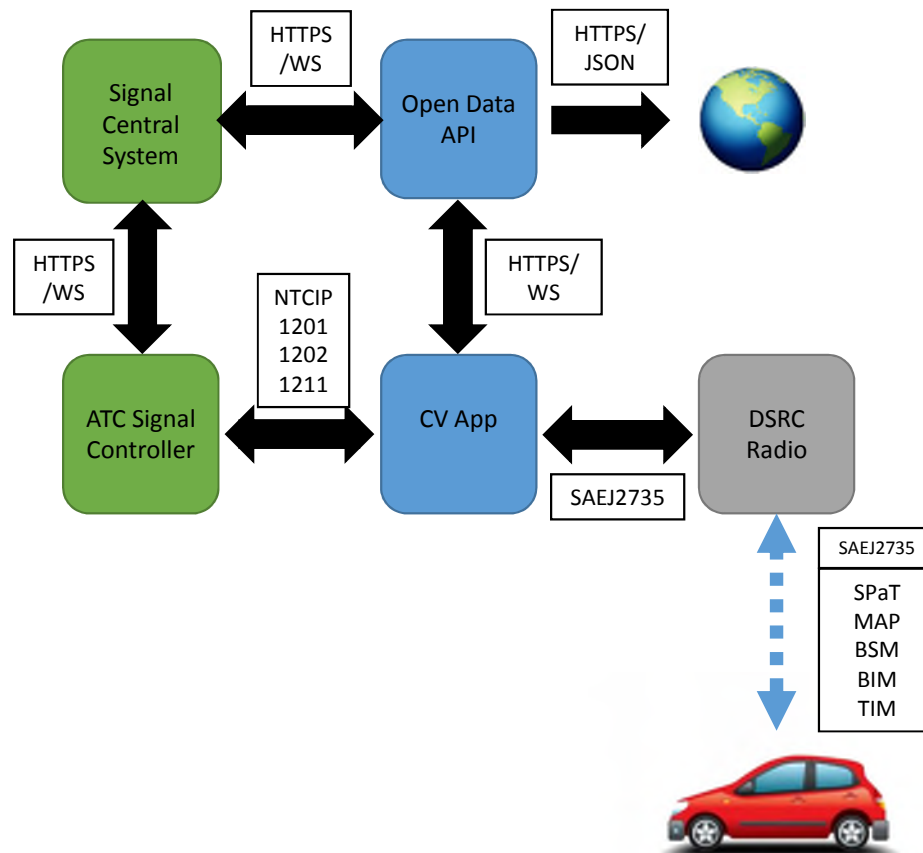 HTTPS
/WS
HTTPS/
JSON
Signal
Central
System
Open Data
API
HTTPS
/WS
NTCIP
1201
1202
1211
HTTPS/
WS
ATC Signal
Controller
CV App
DSRC
Radio
SAEJ2735
SAEJ2735
SPaT
MAP
BSM
BIM
TIM